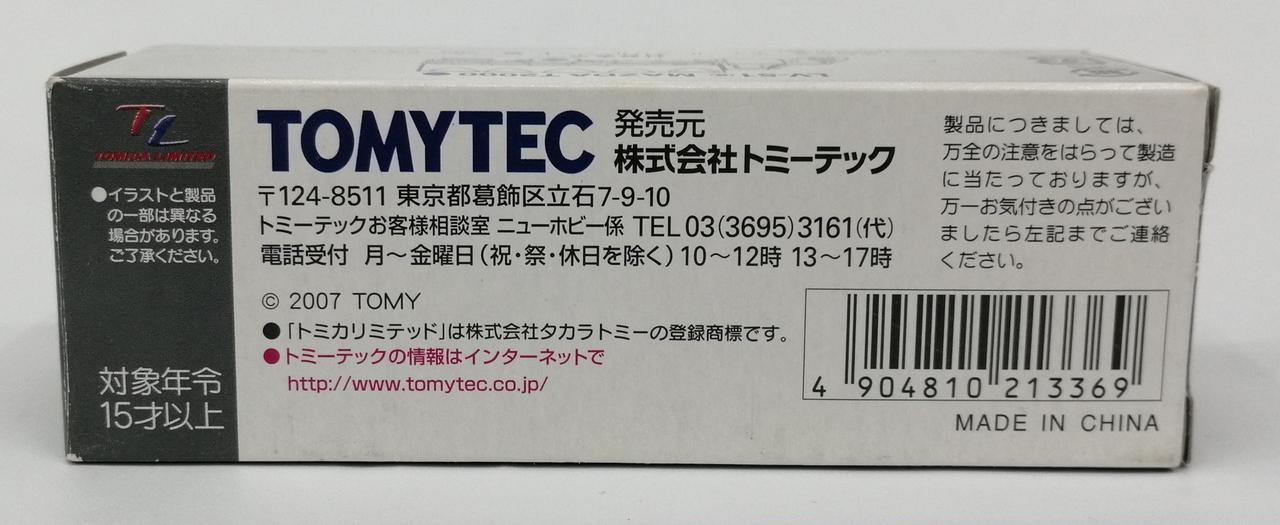 LV-51a MAZDA T2000
TL
TOMICA LIMITED
●イラストと製品
の一部は異なる
場合があります。
ご了承ください。
対象年令
15才以上
TOMYTEC
発売元
株式会社トミーテック
〒124-8511 東京都葛飾区立石7-9-10
トミーテックお客様相談室 ニューホビー係 TEL 03(3695)3161(代)
電話受付 月～金曜日(祝・祭・休日を除く)10～12時 13～17時
© 2007 TOMY
●「トミカリミテッド」は株式会社タカラトミーの登録商標です。
●トミーテックの情報はインターネットで
http://www.tomytec.co.jp/
製品につきましては、
万全の注意をはらって製造
に当たっておりますが、
万一お気付きの点がござい
ましたら左記までご連絡
ください。
4 904810 213369
MADE IN CHINA